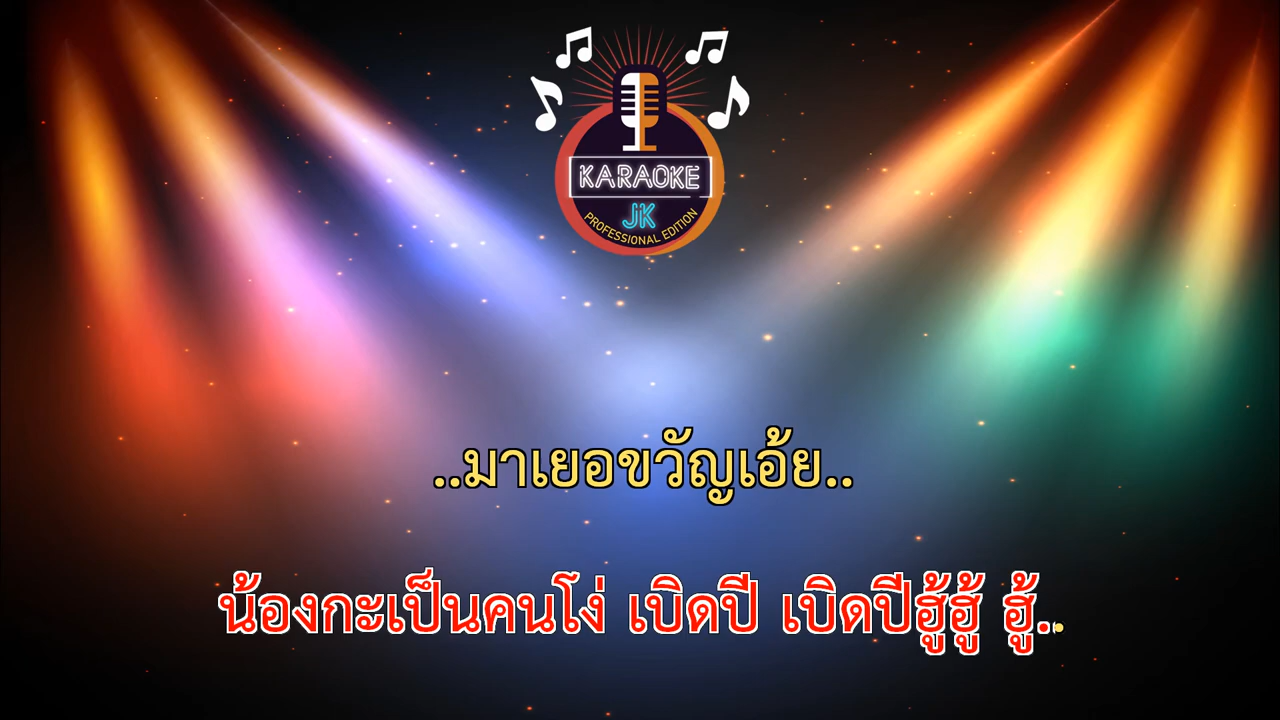 KARAOKE
JK
PROFESSIONAL EDITION
..มาเยอขวัญเอ้ย..
น้องกะเป็นคนโง่ เบิดปี เบิดปีฮู้ฮู้ ฮู้..